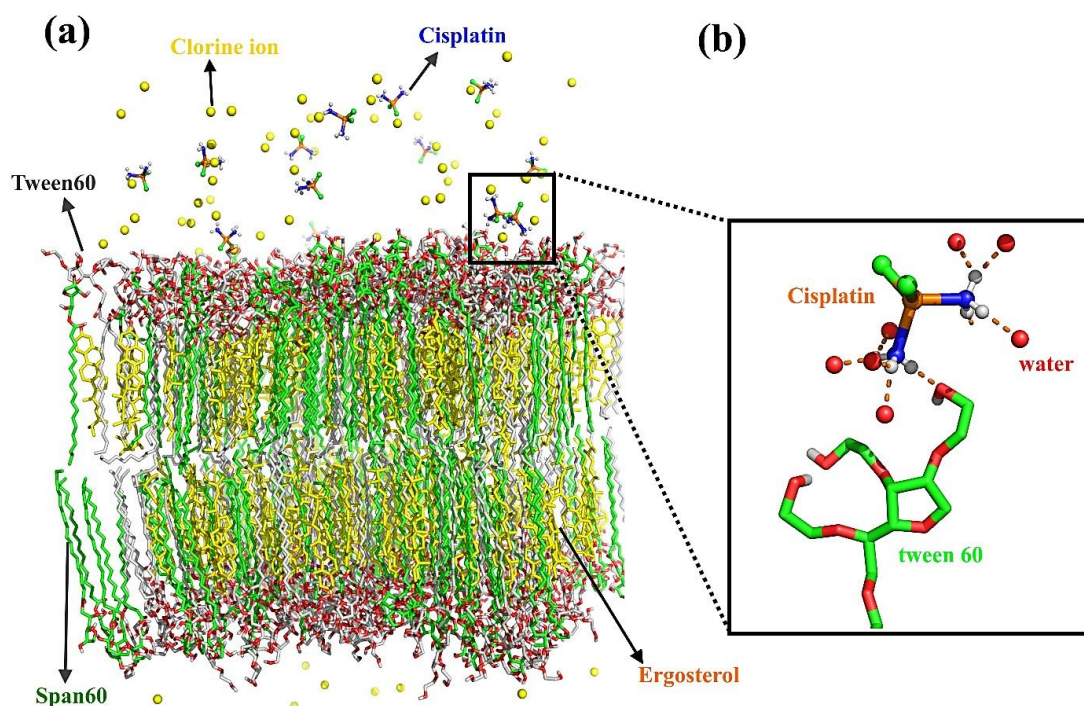 (a)
Clorine ion
Cisplatin
(b)
Tween60
Cisplatin
water
tween 60
Ergosterol
Span60